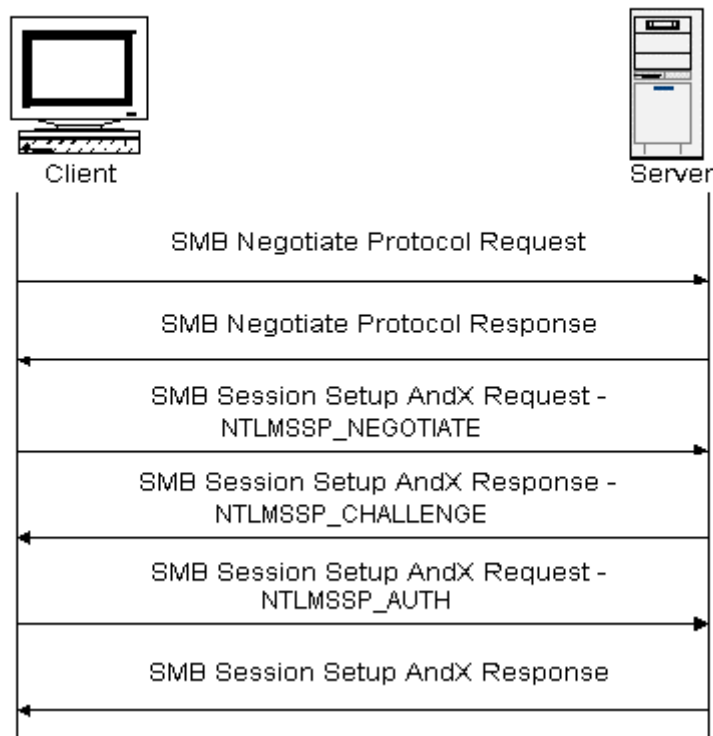 Client
Server
SMB Negotiate Protocol Request
SMB Negotiate Protocol Response
SMB Session Setup AndX Request -
NTLMSSP_NEGOTIATE
SMB Session Setup AndX Response -
NTLMSSP_CHALLENGE
SMB Session Setup AndX Request -
NTLMSSP_AUTH
SMB Session Setup AndX Response